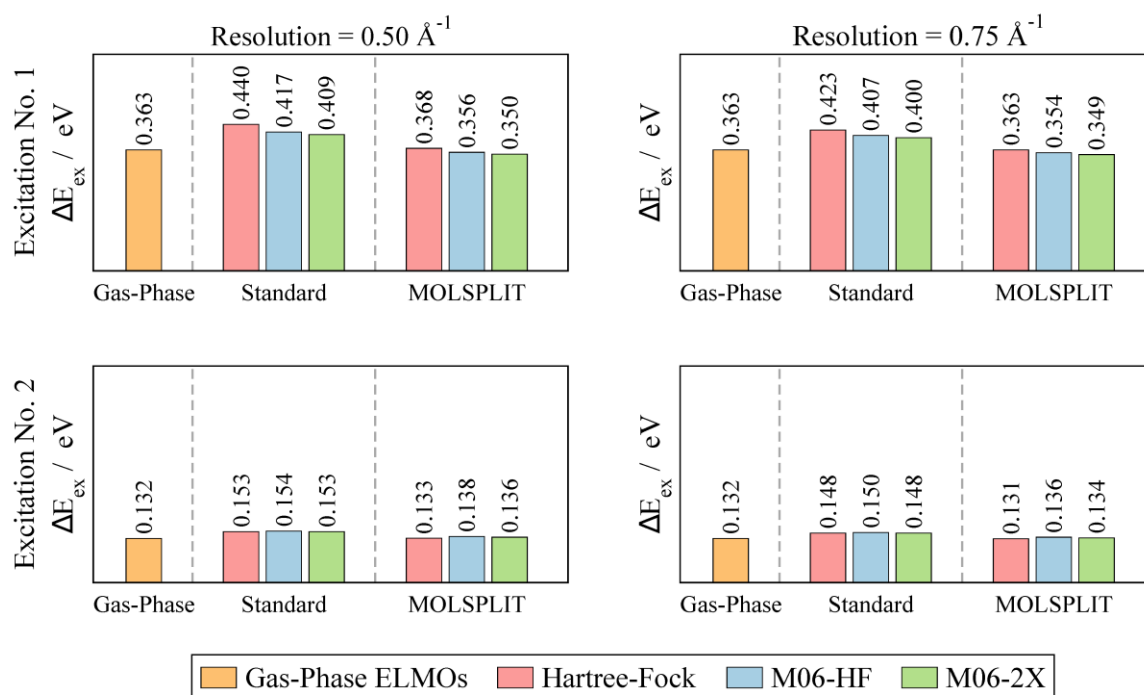 Resolution = 0.50 Å⁻¹
Resolution = 0.75 Å⁻¹
Excitation No. 1
ΔE_ex / eV
0.363
0.440
0.417
0.409
0.368
0.356
0.350
Gas-Phase
Standard
MOLSPLIT
ΔE_ex / eV
0.363
0.423
0.407
0.400
0.363
0.354
0.349
Gas-Phase
Standard
MOLSPLIT
Excitation No. 2
ΔE_ex / eV
0.132
0.153
0.154
0.153
0.133
0.138
0.136
Gas-Phase
Standard
MOLSPLIT
ΔE_ex / eV
0.132
0.148
0.150
0.148
0.131
0.136
0.134
Gas-Phase
Standard
MOLSPLIT
Gas-Phase ELMOs
Hartree-Fock
M06-HF
M06-2X